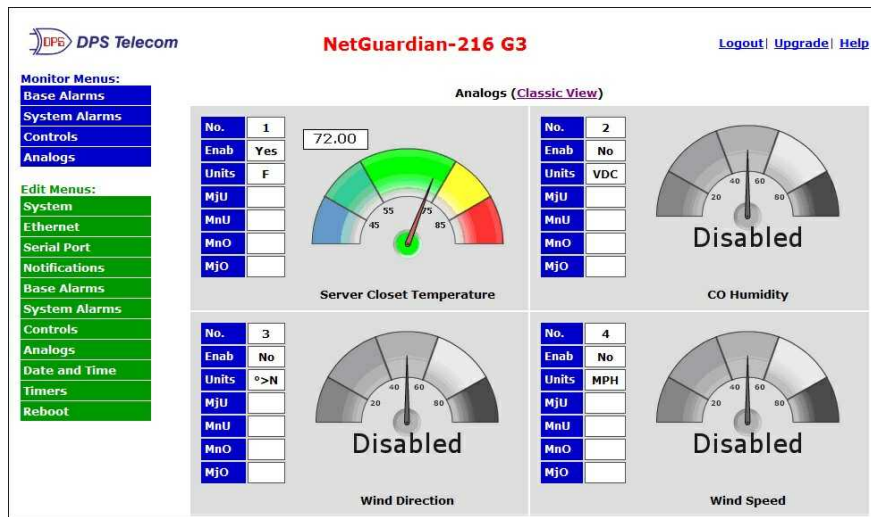 DPS DPS Telecom
NetGuardian-216 G3
Logout| Upgrade| Help
Monitor Menus:
Base Alarms
System Alarms
Controls
Analogs
Edit Menus:
System
Ethernet
Serial Port
Notifications
Base Alarms
System Alarms
Controls
Analogs
Date and Time
Timers
Reboot
Analogs (Classic View)
No. 1
Enab Yes
Units F
MjU
MnU
MnO
MjO
72.00
45 55 75 85
Server Closet Temperature
No. 2
Enab No
Units VDC
MjU
MnU
MnO
MjO
20 40 60 80
Disabled
CO Humidity
No. 3
Enab No
Units °>N
MjU
MnU
MnO
MjO
20 40 60 80
Disabled
Wind Direction
No. 4
Enab No
Units MPH
MjU
MnU
MnO
MjO
20 40 60 80
Disabled
Wind Speed